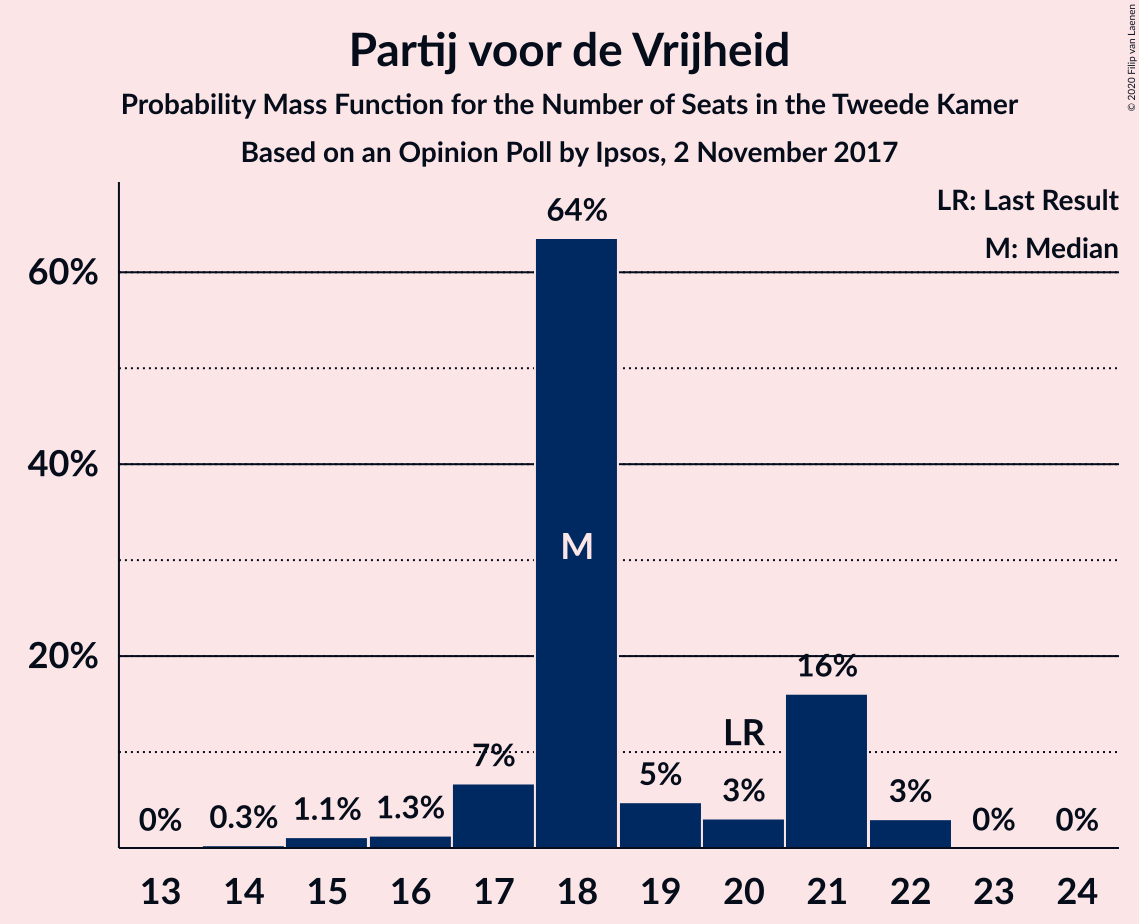 Partij voor de Vrijheid
Probability Mass Function for the Number of Seats in the Tweede Kamer
Based on an Opinion Poll by Ipsos, 2 November 2017
© 2020 Filip van Laenen
LR: Last Result
M: Median
64%
60%
40%
M
20%
16%
LR
7%
5%
3%
3%
0%
0.3%
1.1%
1.3%
0%
0%
13 14 15 16 17 18 19 20 21 22 23 24